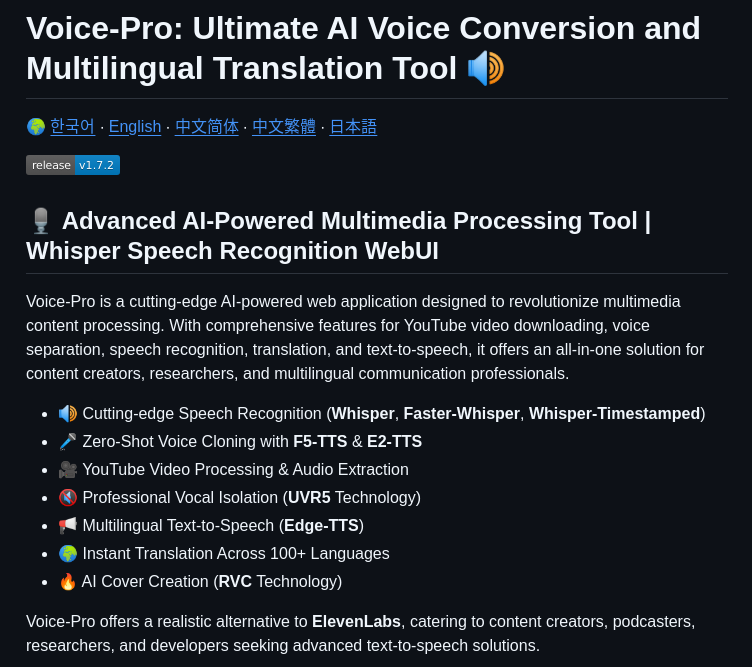 Voice-Pro: Ultimate AI Voice Conversion and
Multilingual Translation Tool 🔊
🌍 한국어 · English · 中文简体 · 中文繁體 · 日本語
release v1.7.2
🎙️ Advanced AI-Powered Multimedia Processing Tool |
Whisper Speech Recognition WebUI
Voice-Pro is a cutting-edge AI-powered web application designed to revolutionize multimedia
content processing. With comprehensive features for YouTube video downloading, voice
separation, speech recognition, translation, and text-to-speech, it offers an all-in-one solution for
content creators, researchers, and multilingual communication professionals.
• 🔊 Cutting-edge Speech Recognition (Whisper, Faster-Whisper, Whisper-Timestamped)
• 🎤 Zero-Shot Voice Cloning with F5-TTS & E2-TTS
• 🎥 YouTube Video Processing & Audio Extraction
• 🔇 Professional Vocal Isolation (UVR5 Technology)
• 📢 Multilingual Text-to-Speech (Edge-TTS)
• 🌍 Instant Translation Across 100+ Languages
• 🔥 AI Cover Creation (RVC Technology)
Voice-Pro offers a realistic alternative to ElevenLabs, catering to content creators, podcasters,
researchers, and developers seeking advanced text-to-speech solutions.